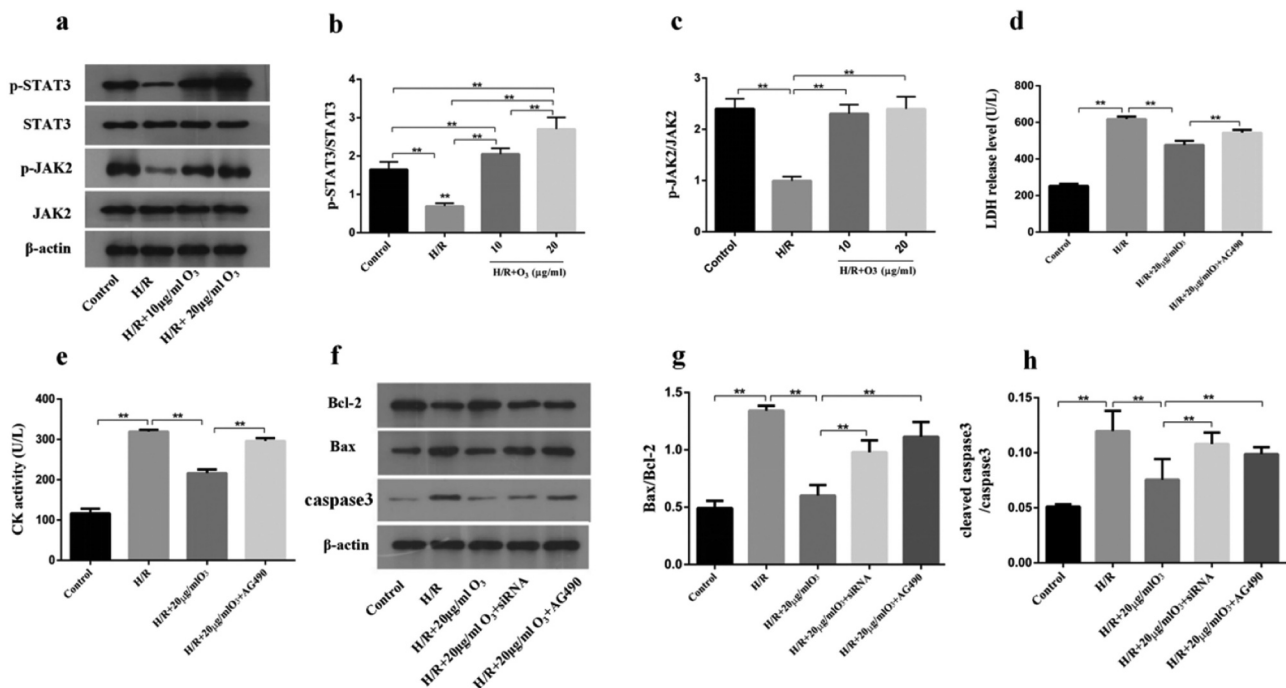 a
p-STAT3
STAT3
p-JAK2
JAK2
β-actin
Control
H/R
H/R+10μg/ml O3
H/R+ 20μg/ml O3
b
p-STAT3/STAT3
6
4
2
0
**
**
**
**
**
**
**
Control
H/R
10
20
H/R+O3 (μg/ml)
c
p-JAK2/JAK2
3
2
1
0
**
**
**
Control
H/R
10
20
H/R+O3 (μg/ml)
d
LDH release level (U/L)
800
600
400
200
0
**
**
**
Control
H/R
H/R+20μg/mlO3
H/R+20μg/mlO3+AG490
e
CK activity (U/L)
400
300
200
100
0
**
**
**
Control
H/R
H/R+20μg/mlO3
H/R+20μg/mlO3+AG490
f
Bcl-2
Bax
caspase3
β-actin
Control
H/R
H/R+20μg/ml O3
H/R+20μg/ml O3+siRNA
H/R+20μg/ml O3+AG490
g
Bax/Bcl-2
1.5
1.0
0.5
0.0
**
**
**
**
Control
H/R
H/R+20μg/mlO3
H/R+20μg/mlO3+siRNA
H/R+20μg/mlO3+AG490
h
cleaved caspase3
/caspase3
0.15
0.10
0.05
0.00
**
**
**
**
Control
H/R
H/R+20μg/mlO3
H/R+20μg/mlO3+siRNA
H/R+20μg/mlO3+AG490